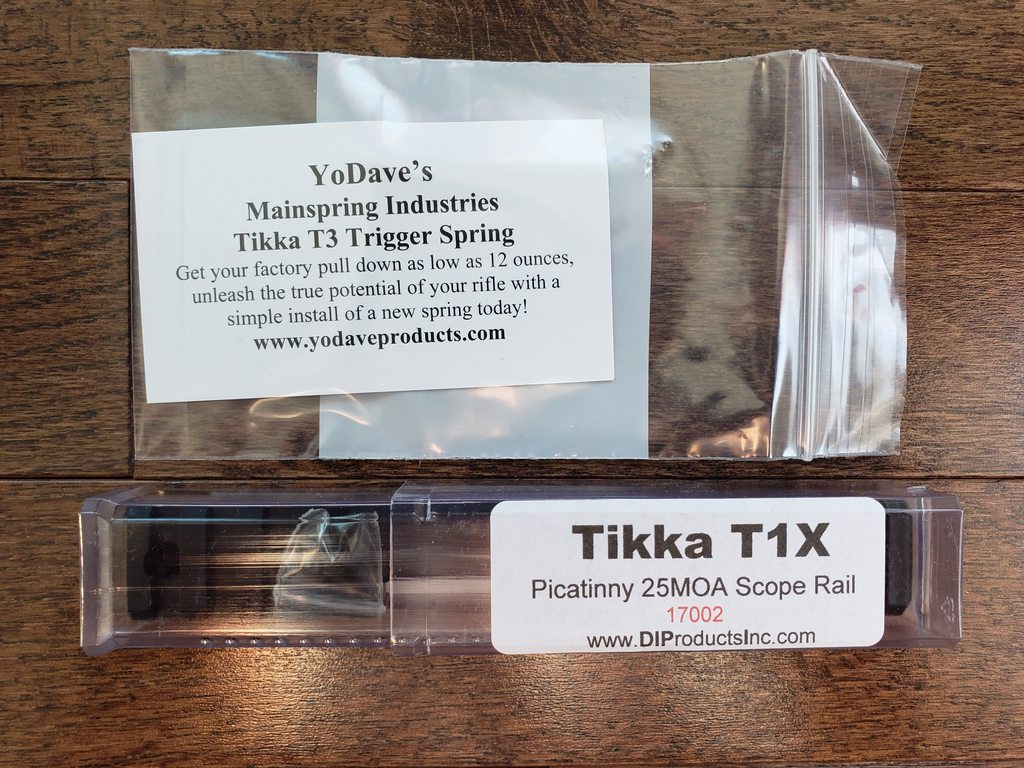 YoDave's
Mainspring Industries
Tikka T3 Trigger Spring
Get your factory pull down as low as 12 ounces,
unleash the true potential of your rifle with a
simple install of a new spring today!
www.yodaveproducts.com
Tikka T1X
Picatinny 25MOA Scope Rail
17002
www.DIProductsInc.com